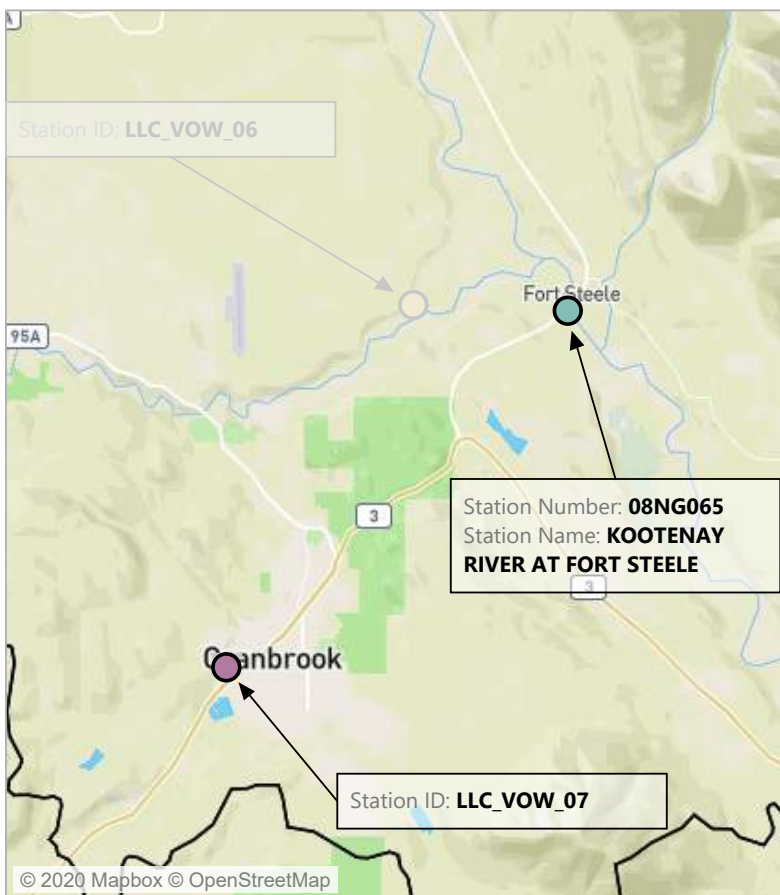 A
Station ID: LLC_VOW_06
Fort Steele
95A
Station Number: 08NG065
Station Name: KOOTENAY
RIVER AT FORT STEELE
3
3
Cranbrook
Station ID: LLC_VOW_07
© 2020 Mapbox © OpenStreetMap